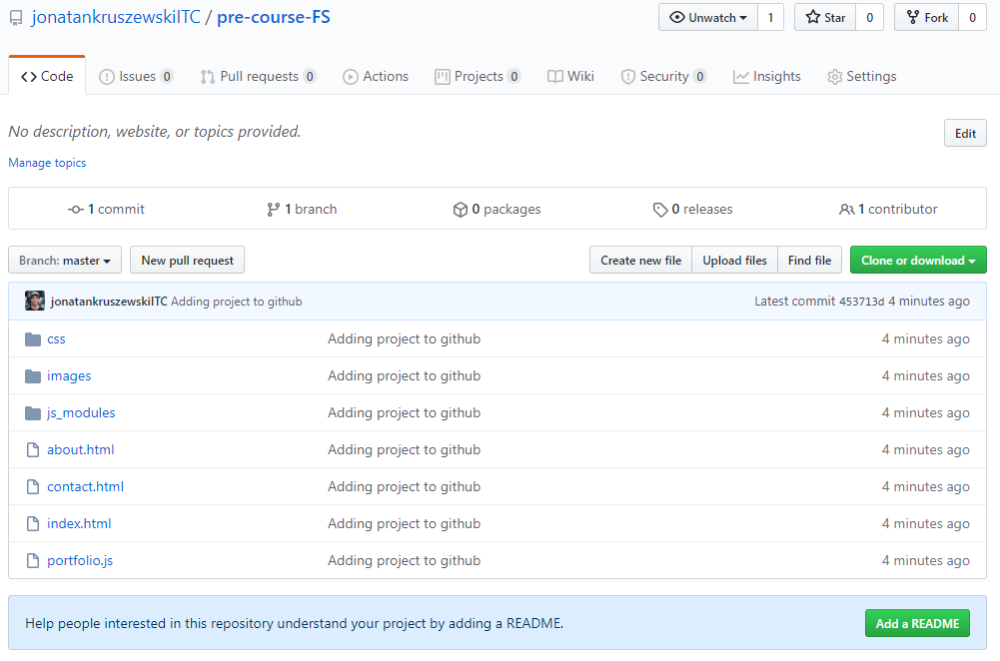 jonatankruszewskiITC / pre-course-FS
Unwatch 1 Star 0 Fork 0
Code Issues 0 Pull requests 0 Actions Projects 0 Wiki Security 0 Insights Settings
No description, website, or topics provided.
Edit
Manage topics
1 commit 1 branch 0 packages 0 releases 1 contributor
Branch: master New pull request Create new file Upload files Find file Clone or download
jonatankruszewskiITC Adding project to github Latest commit 453713d 4 minutes ago
css Adding project to github 4 minutes ago
images Adding project to github 4 minutes ago
js_modules Adding project to github 4 minutes ago
about.html Adding project to github 4 minutes ago
contact.html Adding project to github 4 minutes ago
index.html Adding project to github 4 minutes ago
portfolio.js Adding project to github 4 minutes ago
Help people interested in this repository understand your project by adding a README. Add a README